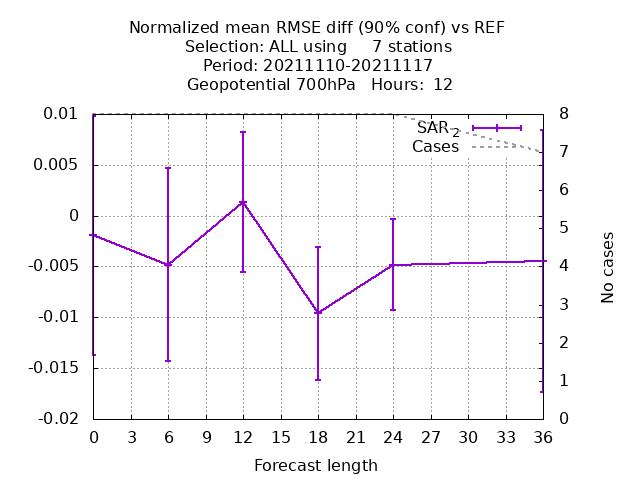 Normalized mean RMSE diff (90% conf) vs REF
Selection: ALL using 7 stations
Period: 20211110-20211117
Geopotential 700hPa Hours: 12
0.01
0.005
0
-0.005
-0.01
-0.015
-0.02
8
7
6
5
4
3
2
1
0
SAR 2
Cases
No cases
0 3 6 9 12 15 18 21 24 27 30 33 36
Forecast length